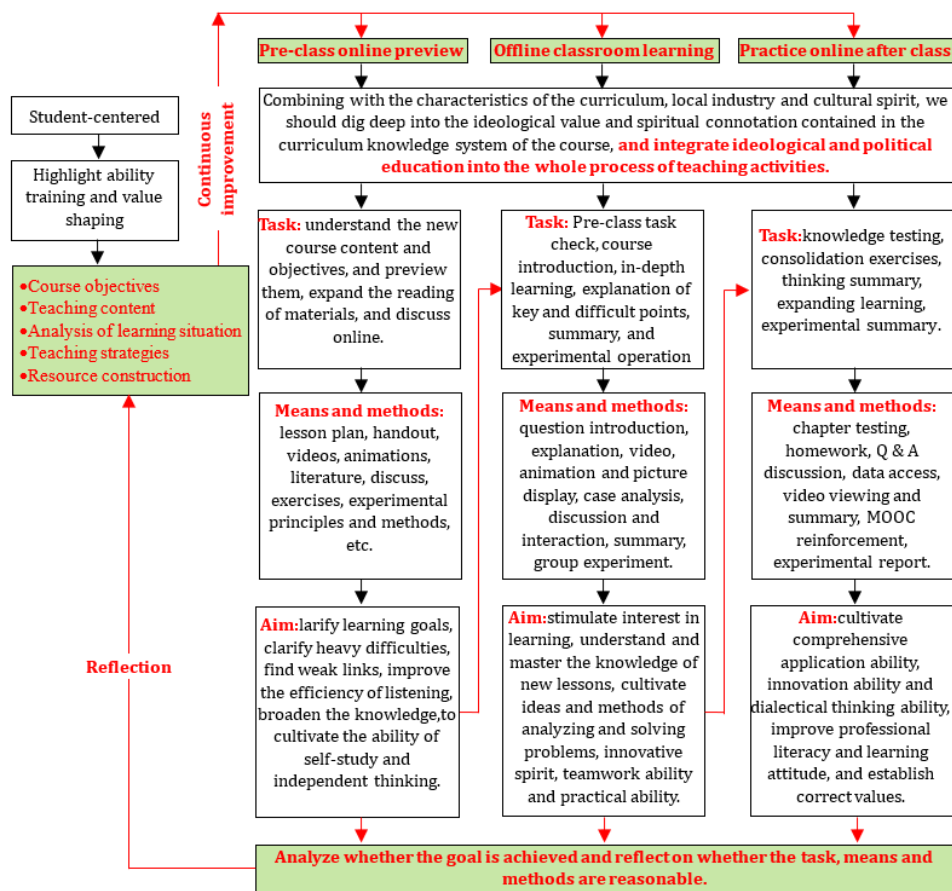 Pre-class online preview
Offline classroom learning
Practice online after class
Combining with the characteristics of the curriculum, local industry and cultural spirit, we
should dig deep into the ideological value and spiritual connotation contained in the
curriculum knowledge system of the course, and integrate ideological and political
education into the whole process of teaching activities.
Student-centered
Highlight ability
training and value
shaping
•Course objectives
•Teaching content
•Analysis of learning situation
•Teaching strategies
•Resource construction
Continuous
improvement
Task: understand the new
course content and
objectives, and preview
them, expand the reading
of materials, and discuss
online.
Means and methods:
lesson plan, handout,
videos, animations,
literature, discuss,
exercises, experimental
principles and methods,
etc.
Aim:larify learning goals,
clarify heavy difficulties,
find weak links, improve
the efficiency of listening,
broaden the knowledge,to
cultivate the ability of
self-study and
independent thinking.
Task: Pre-class task
check, course
introduction, in-depth
learning, explanation of
key and difficult points,
summary, and
experimental operation
Means and methods:
question introduction,
explanation, video,
animation and picture
display, case analysis,
discussion and
interaction, summary,
group experiment.
Aim:stimulate interest in
learning, understand and
master the knowledge of
new lessons, cultivate
ideas and methods of
analyzing and solving
problems, innovative
spirit, teamwork ability
and practical ability.
Task:knowledge testing,
consolidation exercises,
thinking summary,
expanding learning,
experimental summary.
Means and methods:
chapter testing,
homework, Q & A
discussion, data access,
video viewing and
summary, MOOC
reinforcement,
experimental report.
Aim:cultivate
comprehensive
application ability,
innovation ability and
dialectical thinking ability,
improve professional
literacy and learning
attitude, and establish
correct values.
Reflection
Analyze whether the goal is achieved and reflect on whether the task, means and
methods are reasonable.